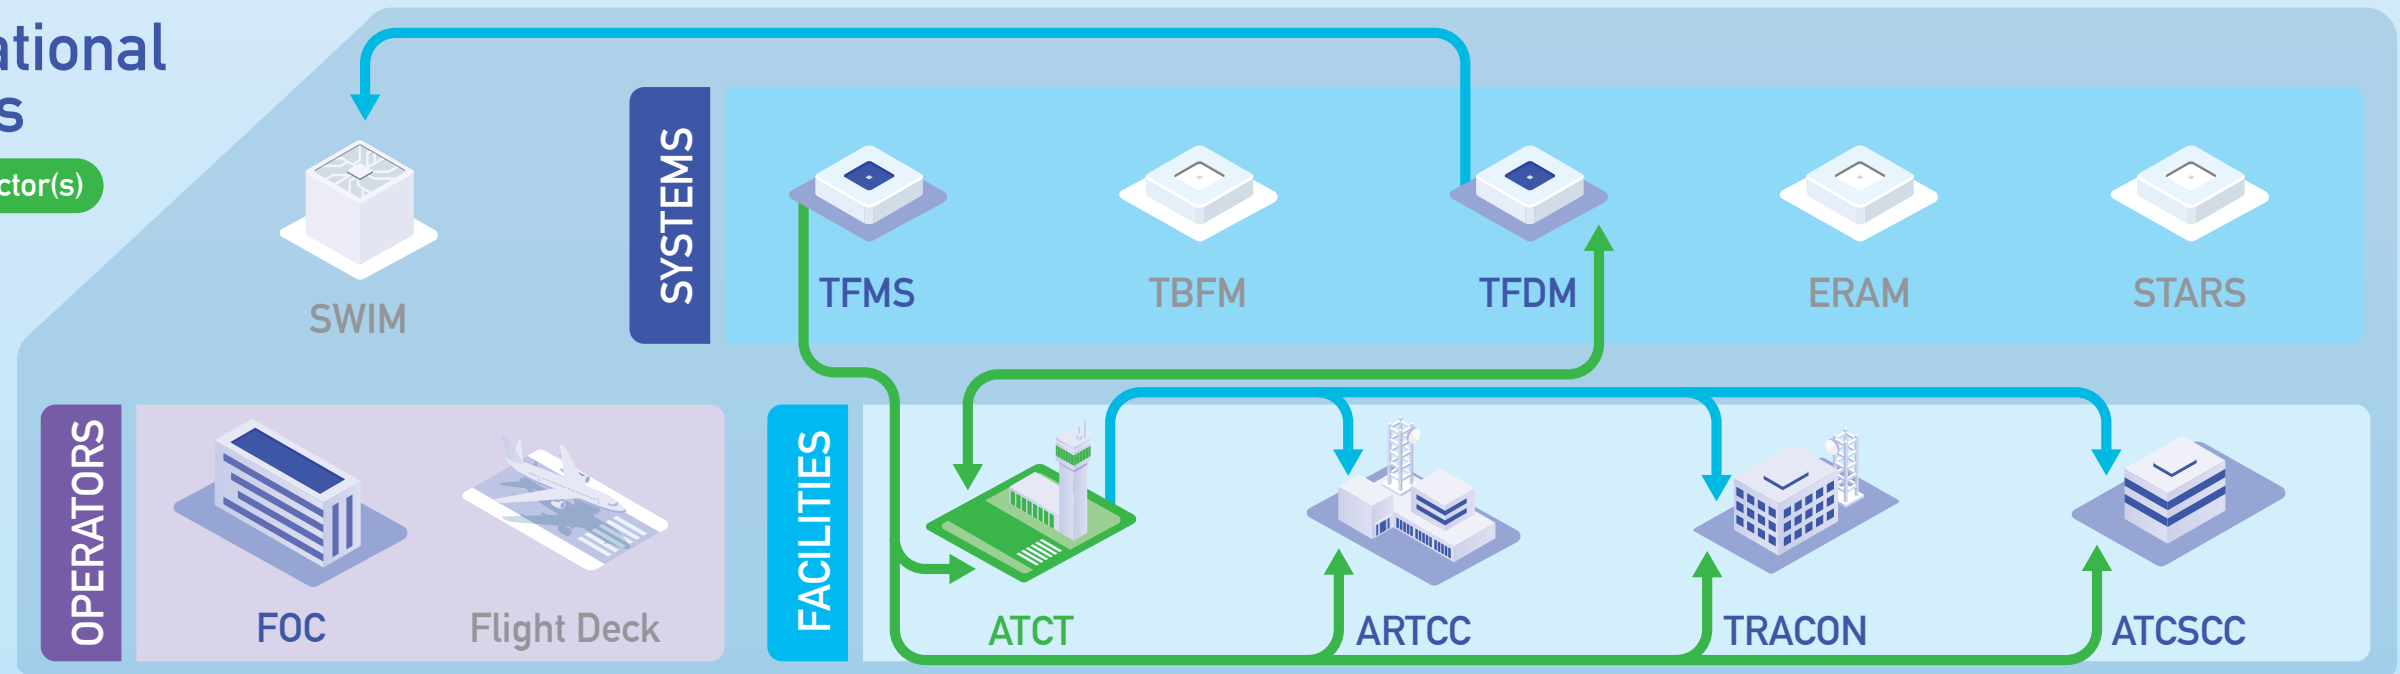 ational
s
ctor(s)
SWIM
SYSTEMS
TFMS
TBFM
TFDM
ERAM
STARS
OPERATORS
FOC
Flight Deck
FACILITIES
ATCT
ARTCC
TRACON
ATCSCC